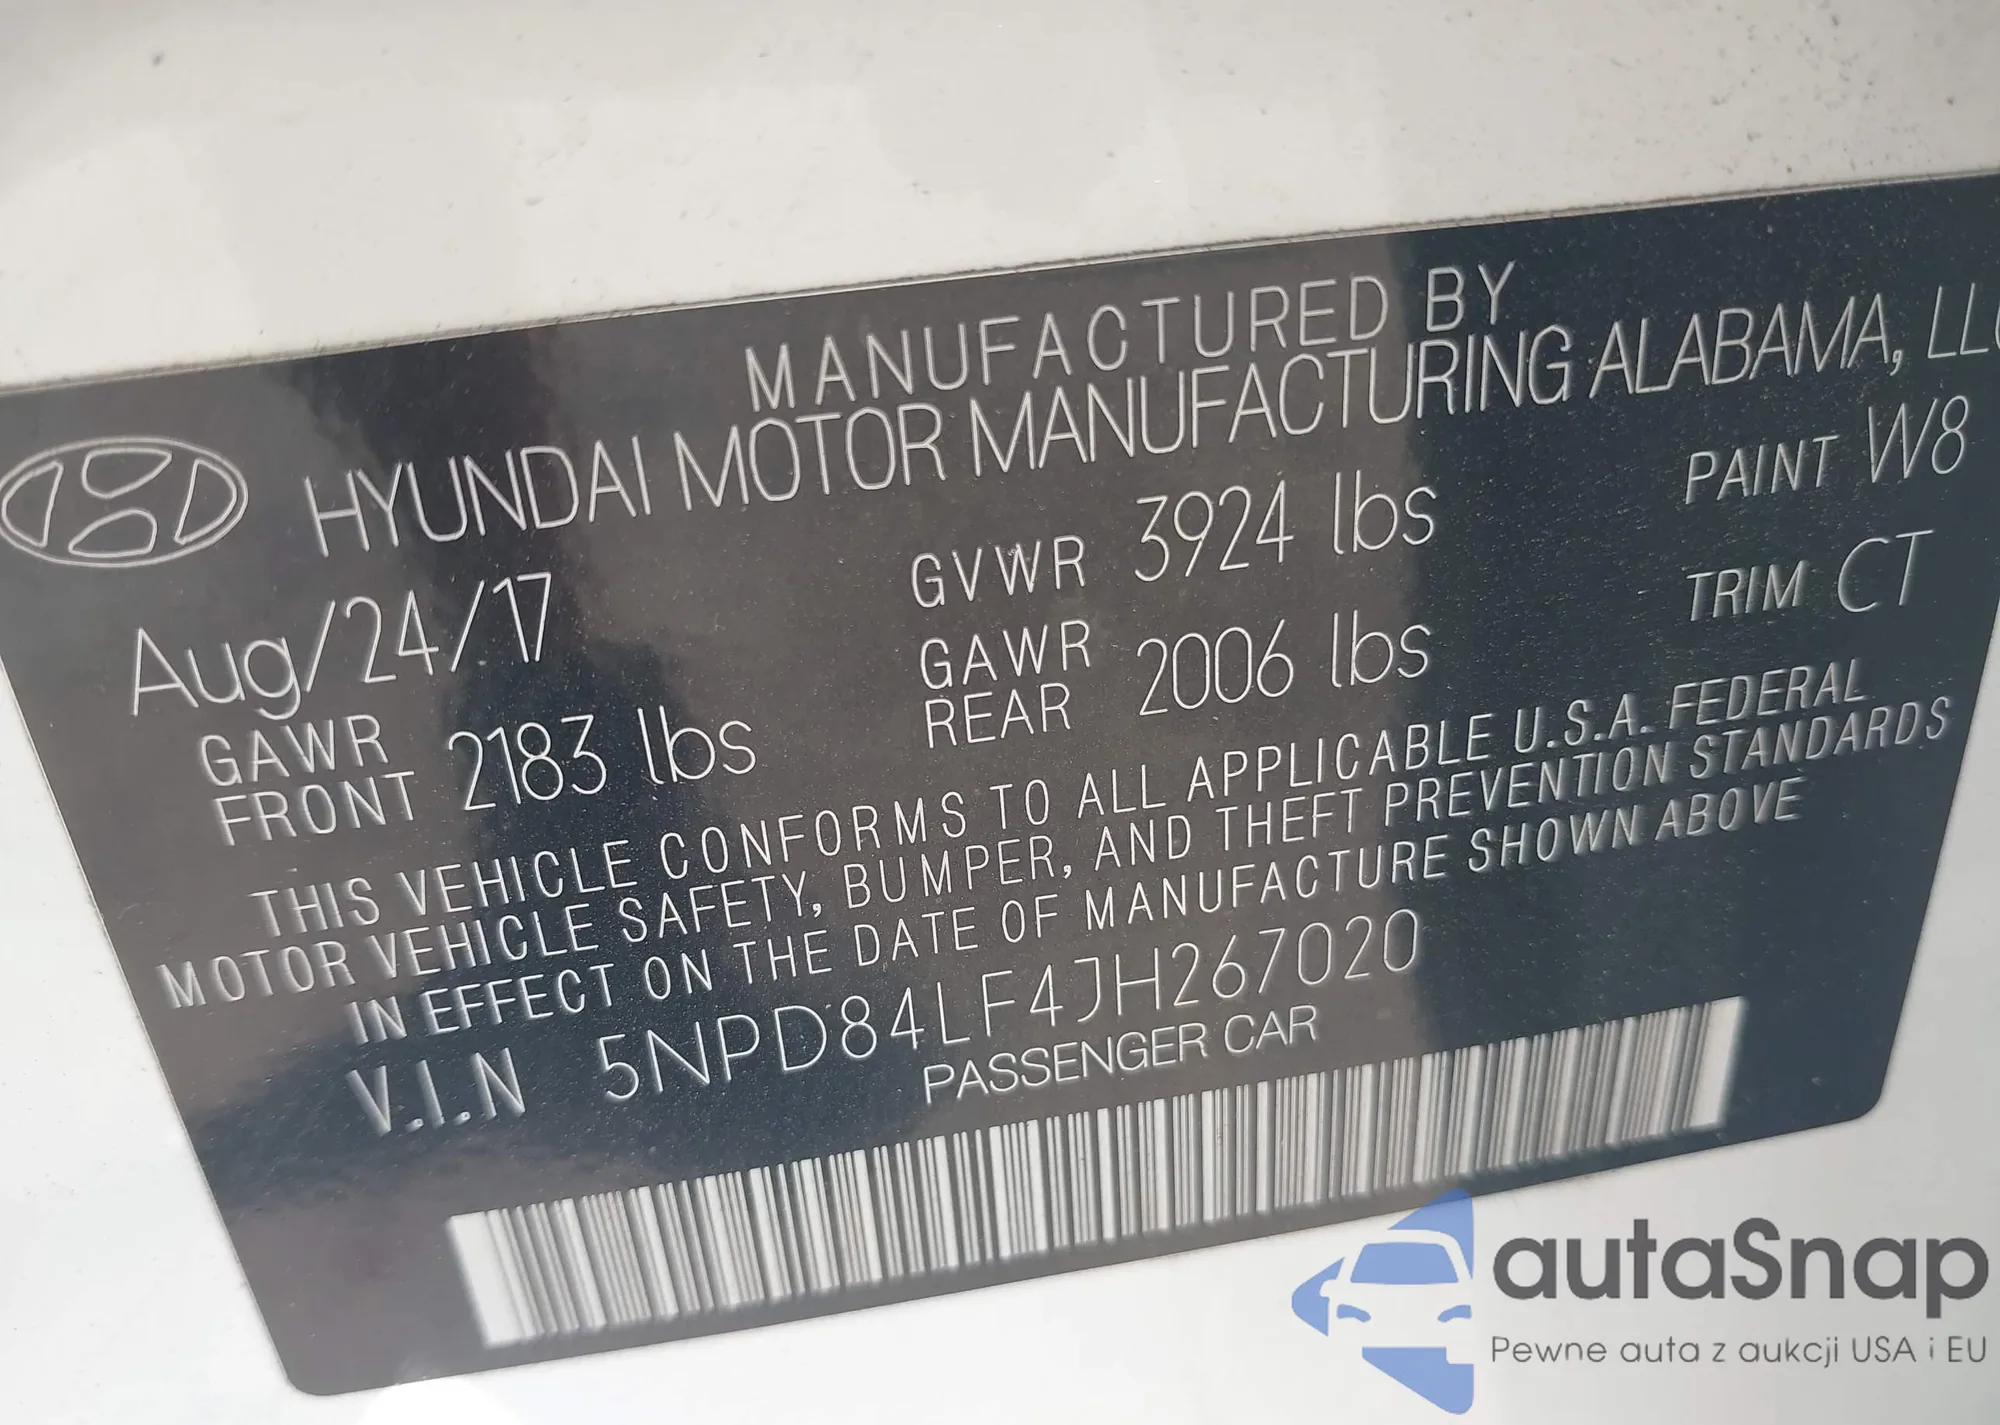 MANUFACTURED BY
HYUNDAI MOTOR MANUFACTURING ALABAMA, LLC
Aug/24/17 GVWR 3924 lbs PAINT W8
GAWR FRONT 2183 lbs GAWR REAR 2006 lbs TRIM CT
THIS VEHICLE CONFORMS TO ALL APPLICABLE U.S.A. FEDERAL
MOTOR VEHICLE SAFETY, BUMPER, AND THEFT PREVENTION STANDARDS
IN EFFECT ON THE DATE OF MANUFACTURE SHOWN ABOVE
V.I.N 5NPD84LF4JH267020
PASSENGER CAR
autaSnap
Pewne auta z aukcji USA i EU